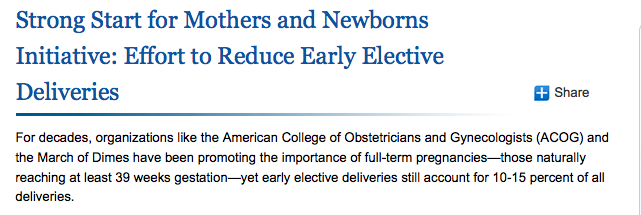 Strong Start for Mothers and Newborns
Initiative: Effort to Reduce Early Elective
Deliveries
Share
For decades, organizations like the American College of Obstetricians and Gynecologists (ACOG) and
the March of Dimes have been promoting the importance of full-term pregnancies—those naturally
reaching at least 39 weeks gestation—yet early elective deliveries still account for 10-15 percent of all
deliveries.